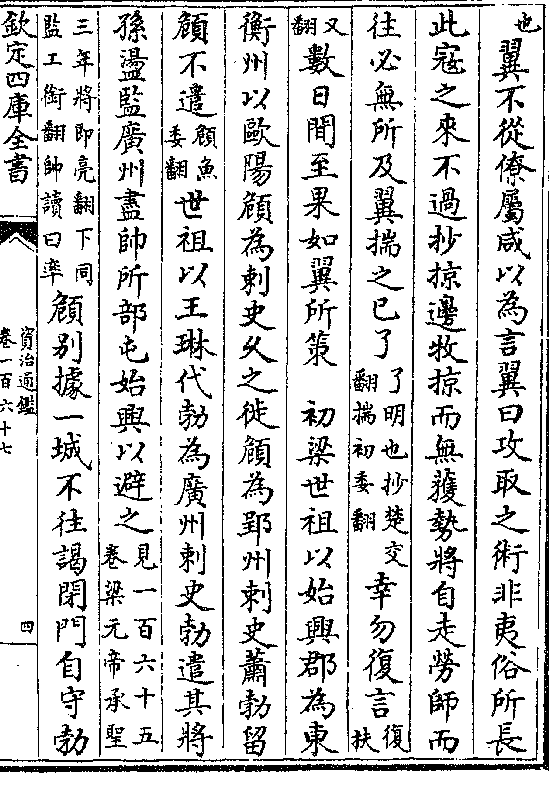 也翼不從僚屬咸以為言翼曰攻取之術非夷俗所長
此寇之來不過抄掠邊牧掠而無獲勢將自走勞師而
往必無所及翼揣之已了了明也抄楚交翻揣初委翻幸勿復言復扶
又翻數日間至果如翼所策 初梁世祖以始興郡為東
衡州以歐陽頠為刺史久之徙頠為郢州刺史蕭勃留
頠不遣頠魚委翻世祖以王琳代勃為廣州刺史勃遣其將
孫盪監廣州盡帥所部屯始興以避之見一百六十五卷梁元帝承聖
三年將即亮翻下同監工銜翻帥讀曰率頠别據一城不往謁閉門自守勃
欽定四庫全書
資治通鑑
卷一百六十七
四